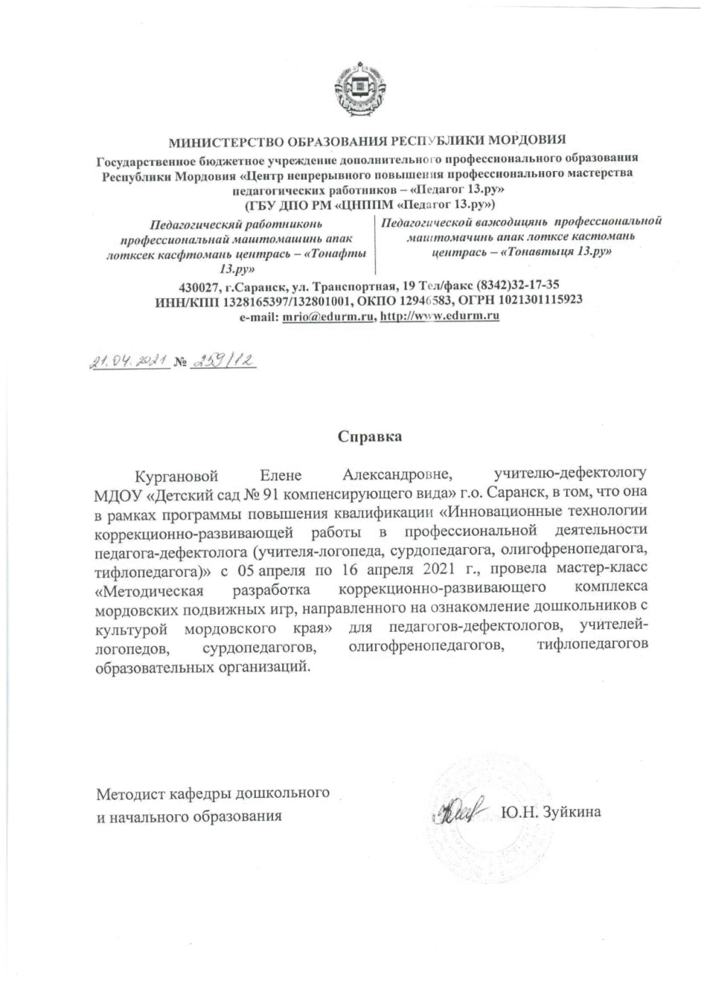 МИНИСТЕРСТВО ОБРАЗОВАНИЯ РЕСПУБЛИКИ МОРДОВИЯ
Государственное бюджетное учреждение дополнительного профессионального образования
Республики Мордовия «Центр непрерывного повышения профессионального мастерства
педагогических работников – «Педагог 13.ру»
(ГБУ ДПО РМ «ЦНППМ «Педагог 13.ру»)
Педагогическяй работниконь
профессиональнай маштомашинь апак
лотксек касфтомань центрась – «Тонафты
13.ру»
Педагогической важодицянь профессиональной
маштомачинь апак лотксе кастомань
центрась – «Тонавтыця 13.ру»
430027, г.Саранск, ул. Транспортная, 19 Тел/факс (8342)32-17-35
ИНН/КПП 1328165397/132801001, ОКПО 12946583, ОГРН 1021301115923
e-mail: mrio@edurm.ru, http://www.edurm.ru
21.04.2021 № 259/12
Справка
Кургановой Елене Александровне, учителю-дефектологу
МДОУ «Детский сад № 91 компенсирующего вида» г.о. Саранск, в том, что она
в рамках программы повышения квалификации «Инновационные технологии
коррекционно-развивающей работы в профессиональной деятельности
педагога-дефектолога (учителя-логопеда, сурдопедагога, олигофренопедагога,
тифлопедагога)» с 05 апреля по 16 апреля 2021 г., провела мастер-класс
«Методическая разработка коррекционно-развивающего комплекса
мордовских подвижных игр, направленного на ознакомление дошкольников с
культурой мордовского края» для педагогов-дефектологов, учителей-
логопедов, сурдопедагогов, олигофренопедагогов, тифлопедагогов
образовательных организаций.
Методист кафедры дошкольного
и начального образования
Ю.Н. Зуйкина